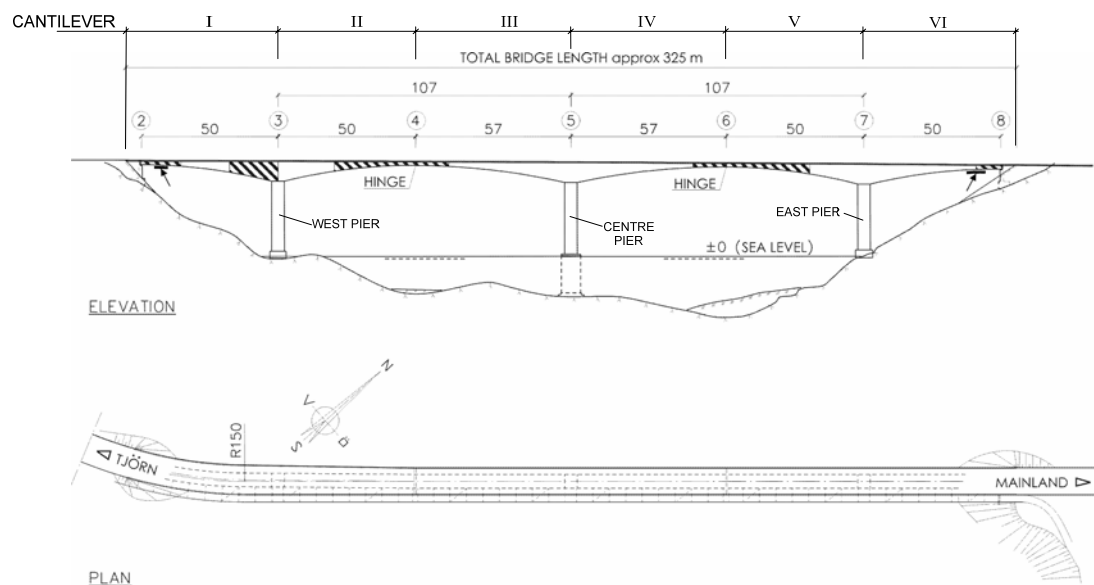 CANTILEVER I II III IV V VI
TOTAL BRIDGE LENGTH approx 325 m
107 107
2 50 3 50 4 57 5 57 6 50 7 50 8
HINGE HINGE
WEST PIER CENTRE PIER EAST PIER
±0 (SEA LEVEL)
ELEVATION
N
V
S
ö
R150
TJÖRN
MAINLAND
PLAN